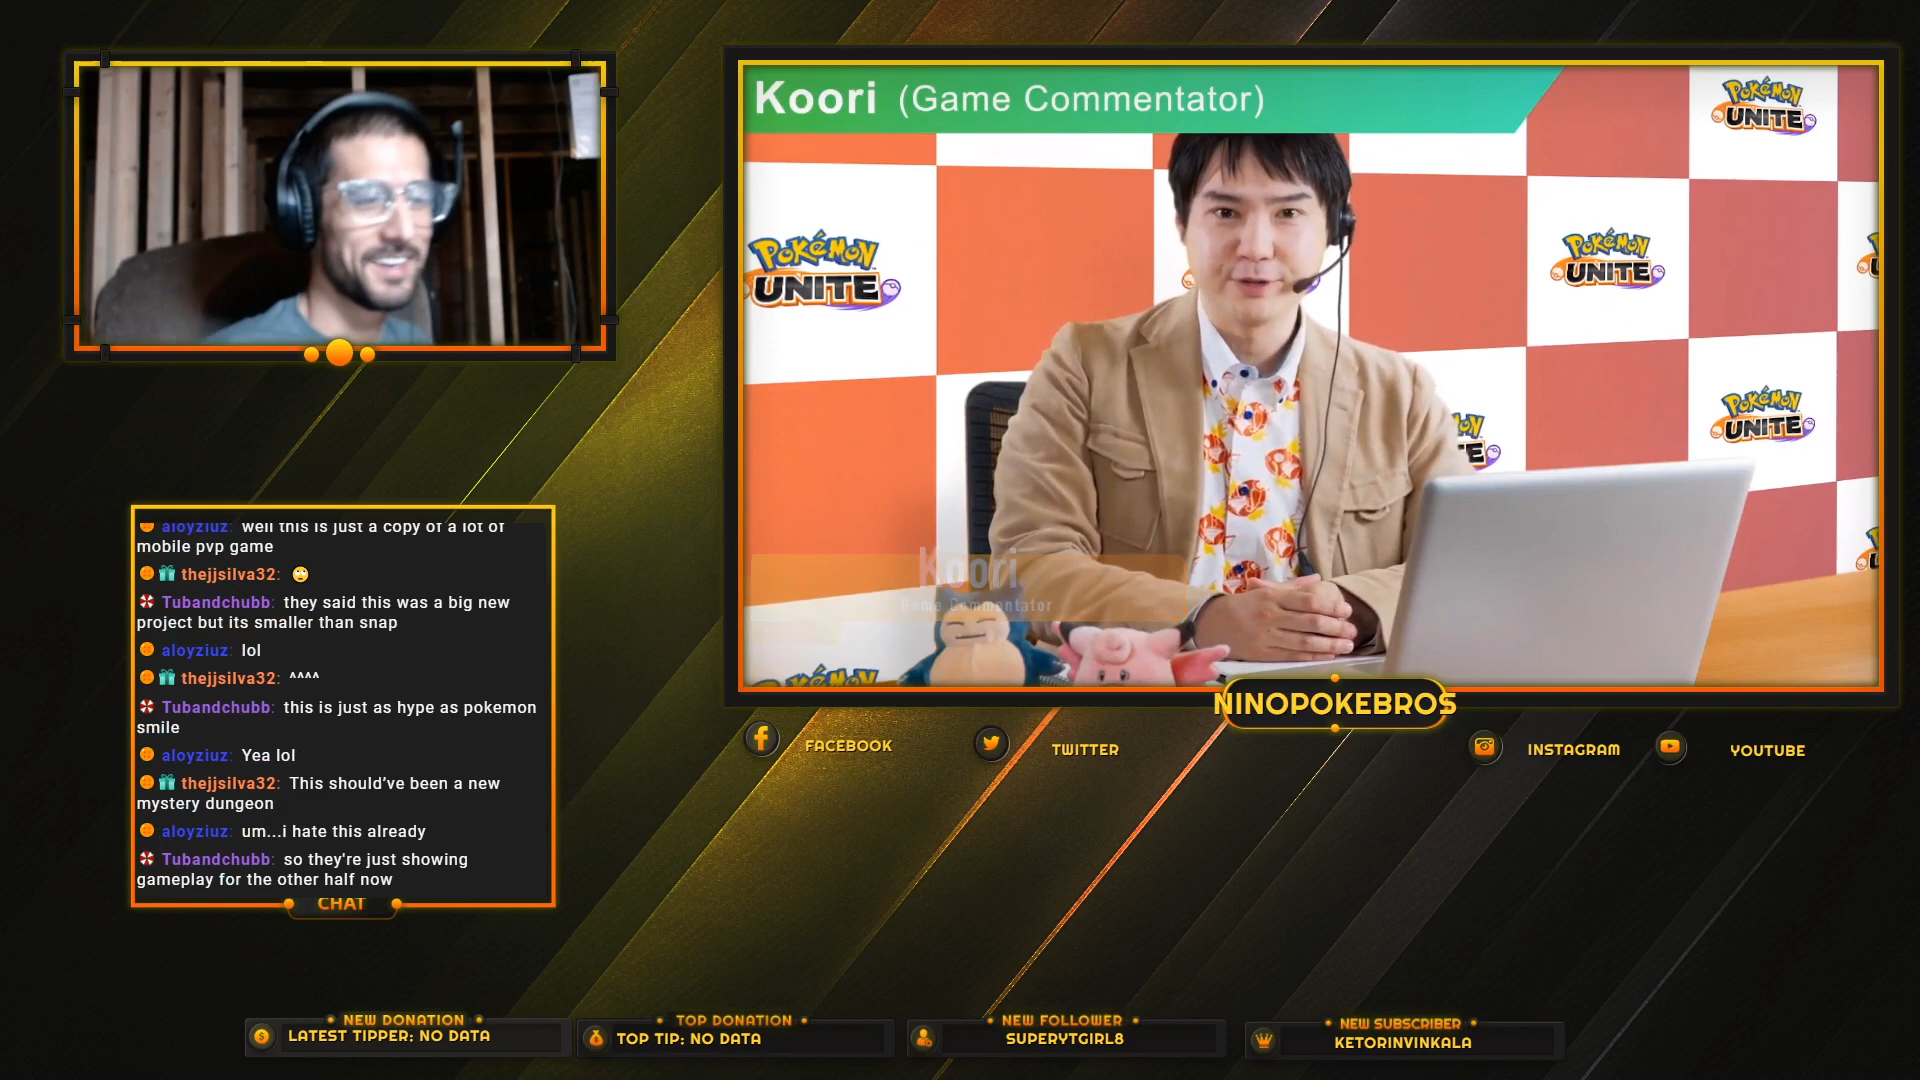 Koori (Game Commentator)
Pokémon
UNITE
Pokémon
UNITE
Pokémon
UNITE
Pokémon
UNITE
Koori
Game Commentator
aloyziuz: well this is just a copy of a lot of
mobile pvp game
thejjsilva32:
Tubandchubb: they said this was a big new
project but its smaller than snap
aloyziuz: lol
thejjsilva32: ^^^^
Tubandchubb: this is just as hype as pokemon
smile
aloyziuz: Yea lol
thejjsilva32: This should’ve been a new
mystery dungeon
aloyziuz: um...i hate this already
Tubandchubb: so they're just showing
gameplay for the other half now
CHAT
NINOPOKEBROS
FACEBOOK
TWITTER
INSTAGRAM
YOUTUBE
NEW DONATION
LATEST TIPPER: NO DATA
TOP DONATION
TOP TIP: NO DATA
NEW FOLLOWER
SUPERYTGIRL8
NEW SUBSCRIBER
KETORINVINKALA